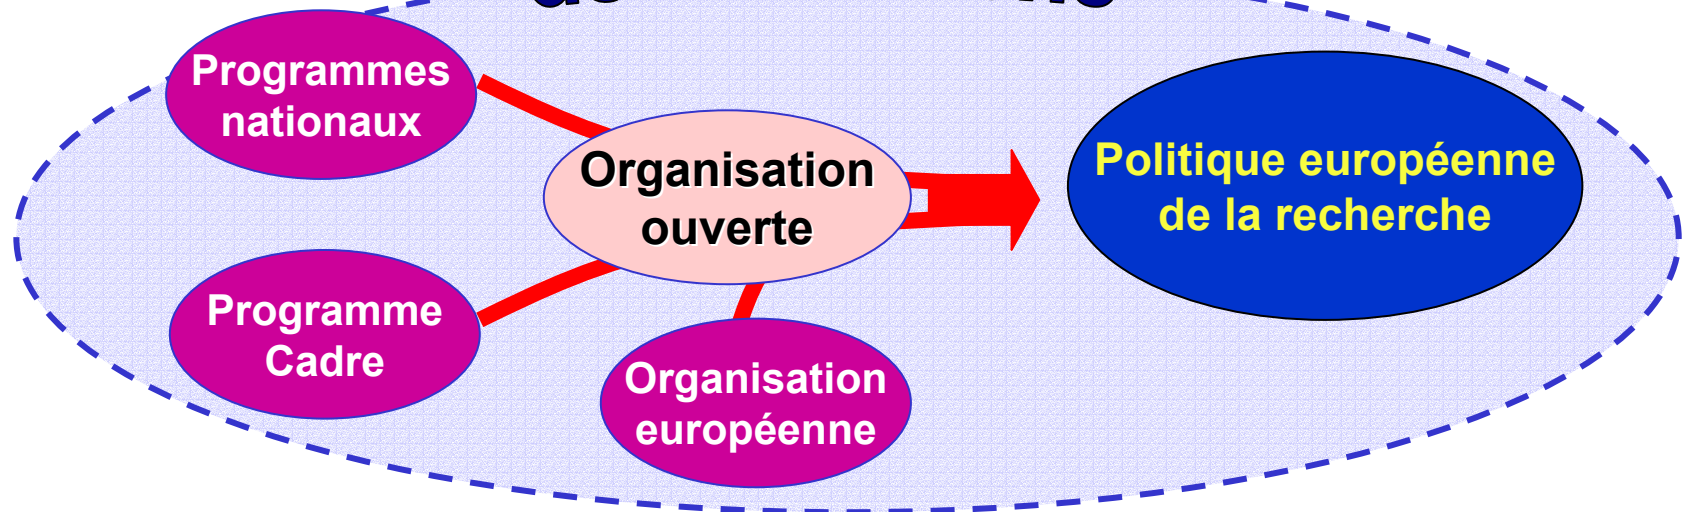 Programmes
nationaux
Organisation
ouverte
Politique européenne
de la recherche
Programme
Cadre
Organisation
européenne